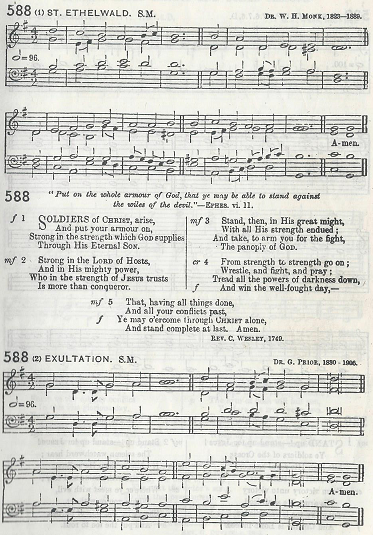 588 (1) ST. ETHELWALD. S.M. DR. W. H. MONK, 1823–1889.
=96.
A-men.
588 "Put on the whole armour of God, that ye may be able to stand against
the wiles of the devil."—EPHES. vi. 11.
f 1 SOLDIERS of CHRIST, arise,
And put your armour on,
Strong in the strength which GOD supplies
Through His Eternal SON.
mf 2 Strong in the LORD of Hosts,
And in His mighty power,
Who in the strength of JESUS trusts
Is more than conqueror.
mf 3 Stand, then, in His great might,
With all His strength endued;
And take, to arm you for the fight,
The panoply of GOD.
cr 4 From strength to strength go on;
Wrestle, and fight, and pray;
Tread all the powers of darkness down,
f And win the well-fought day,—
mf 5 That, having all things done,
And all your conflicts past,
f Ye may o'ercome through CHRIST alone,
And stand complete at last. Amen.
REV. C. WESLEY, 1749.
588 (2) EXULTATION. S.M. DR. G. PRIOR, 1830-1906.
=96.
A-men.